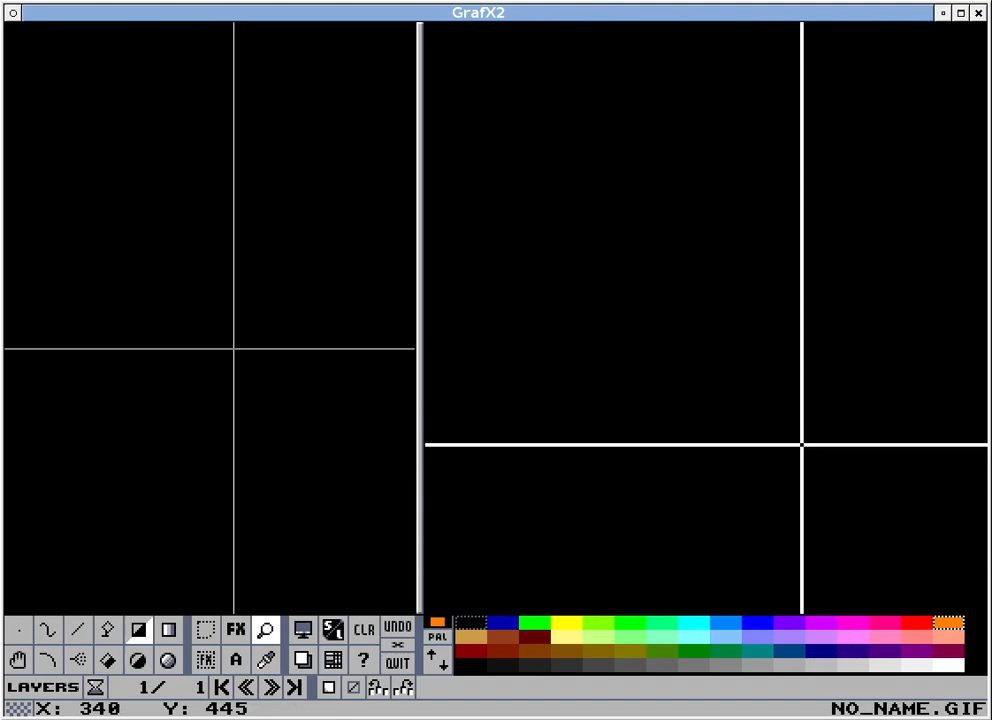 GrafX2
FX
CLR
UNDO
PAL
A
?
QUIT
LAYERS 1/ 1
X: 340 Y: 445 NO_NAME.GIF